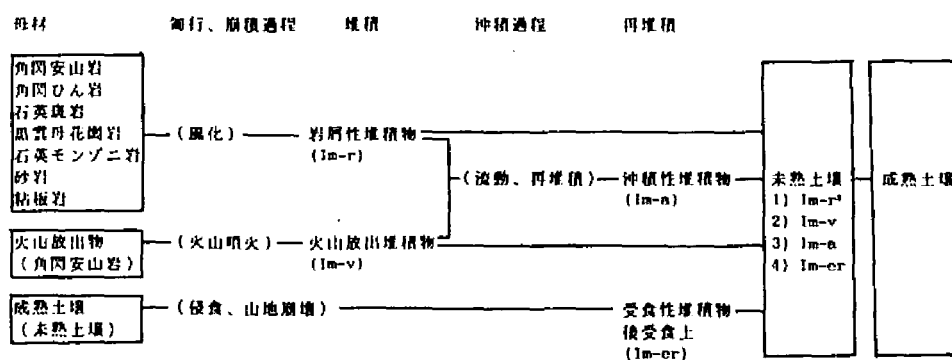 母材 匍行、崩積過程 堆積 沖積過程 再堆積
角閃安山岩
角閃ひん岩
石英斑岩
黒雲母花崗岩
石英モンゾニ岩
砂岩
粘板岩
(風化)
岩屑性堆積物
(Im-r)
(流動、再堆積)
沖積性堆積物
(Im-a)
火山放出物
(角閃安山岩)
(火山噴火)
火山放出堆積物
(Im-v)
成熟土壌
(未熟土壌)
(侵食、山地崩壊)
受食性堆積物
後受食土
(Im-er)
未熟土壌
1) Im-r
2) Im-v
3) Im-a
4) Im-er
成熟土壌